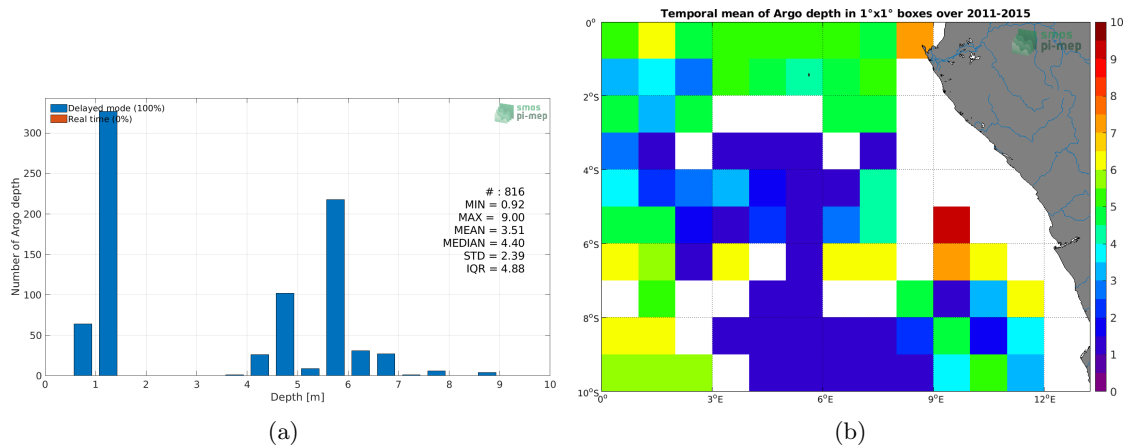 Delayed mode (100%)
Real time (0%)
smos
pi-mep
Number of Argo depth
300
250
200
150
100
50
0
# : 816
MIN = 0.92
MAX = 9.00
MEAN = 3.51
MEDIAN = 4.40
STD = 2.39
IQR = 4.88
0 1 2 3 4 5 6 7 8 9 10
Depth [m]
(a)
Temporal mean of Argo depth in 1°x1° boxes over 2011-2015
smos
pi-mep
0°
2°S
4°S
6°S
8°S
10°S
0° 3°E 6°E 9°E 12°E
10
9
8
7
6
5
4
3
2
1
0
(b)